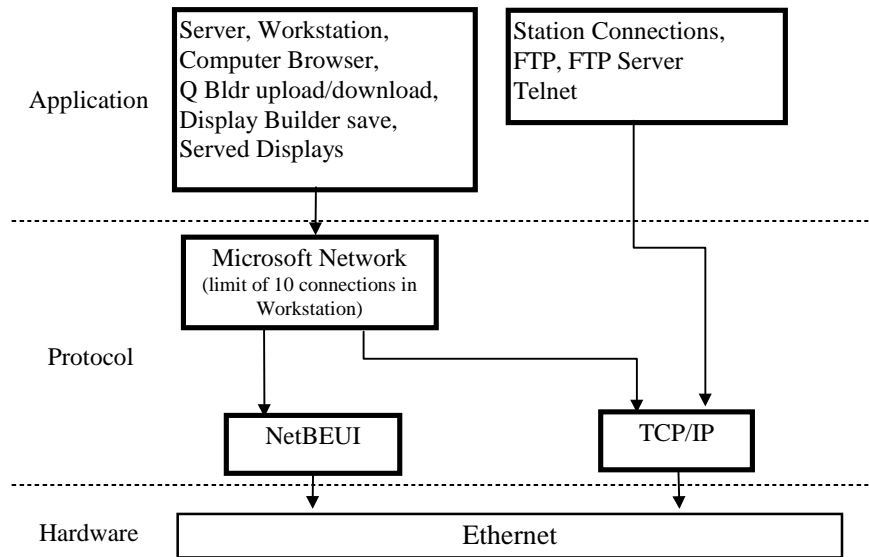 Server, Workstation,
Computer Browser,
Q Bldr upload/download,
Display Builder save,
Served Displays
Station Connections,
FTP, FTP Server
Telnet
Application
Microsoft Network
(limit of 10 connections in
Workstation)
Protocol
NetBEUI
TCP/IP
Hardware
Ethernet